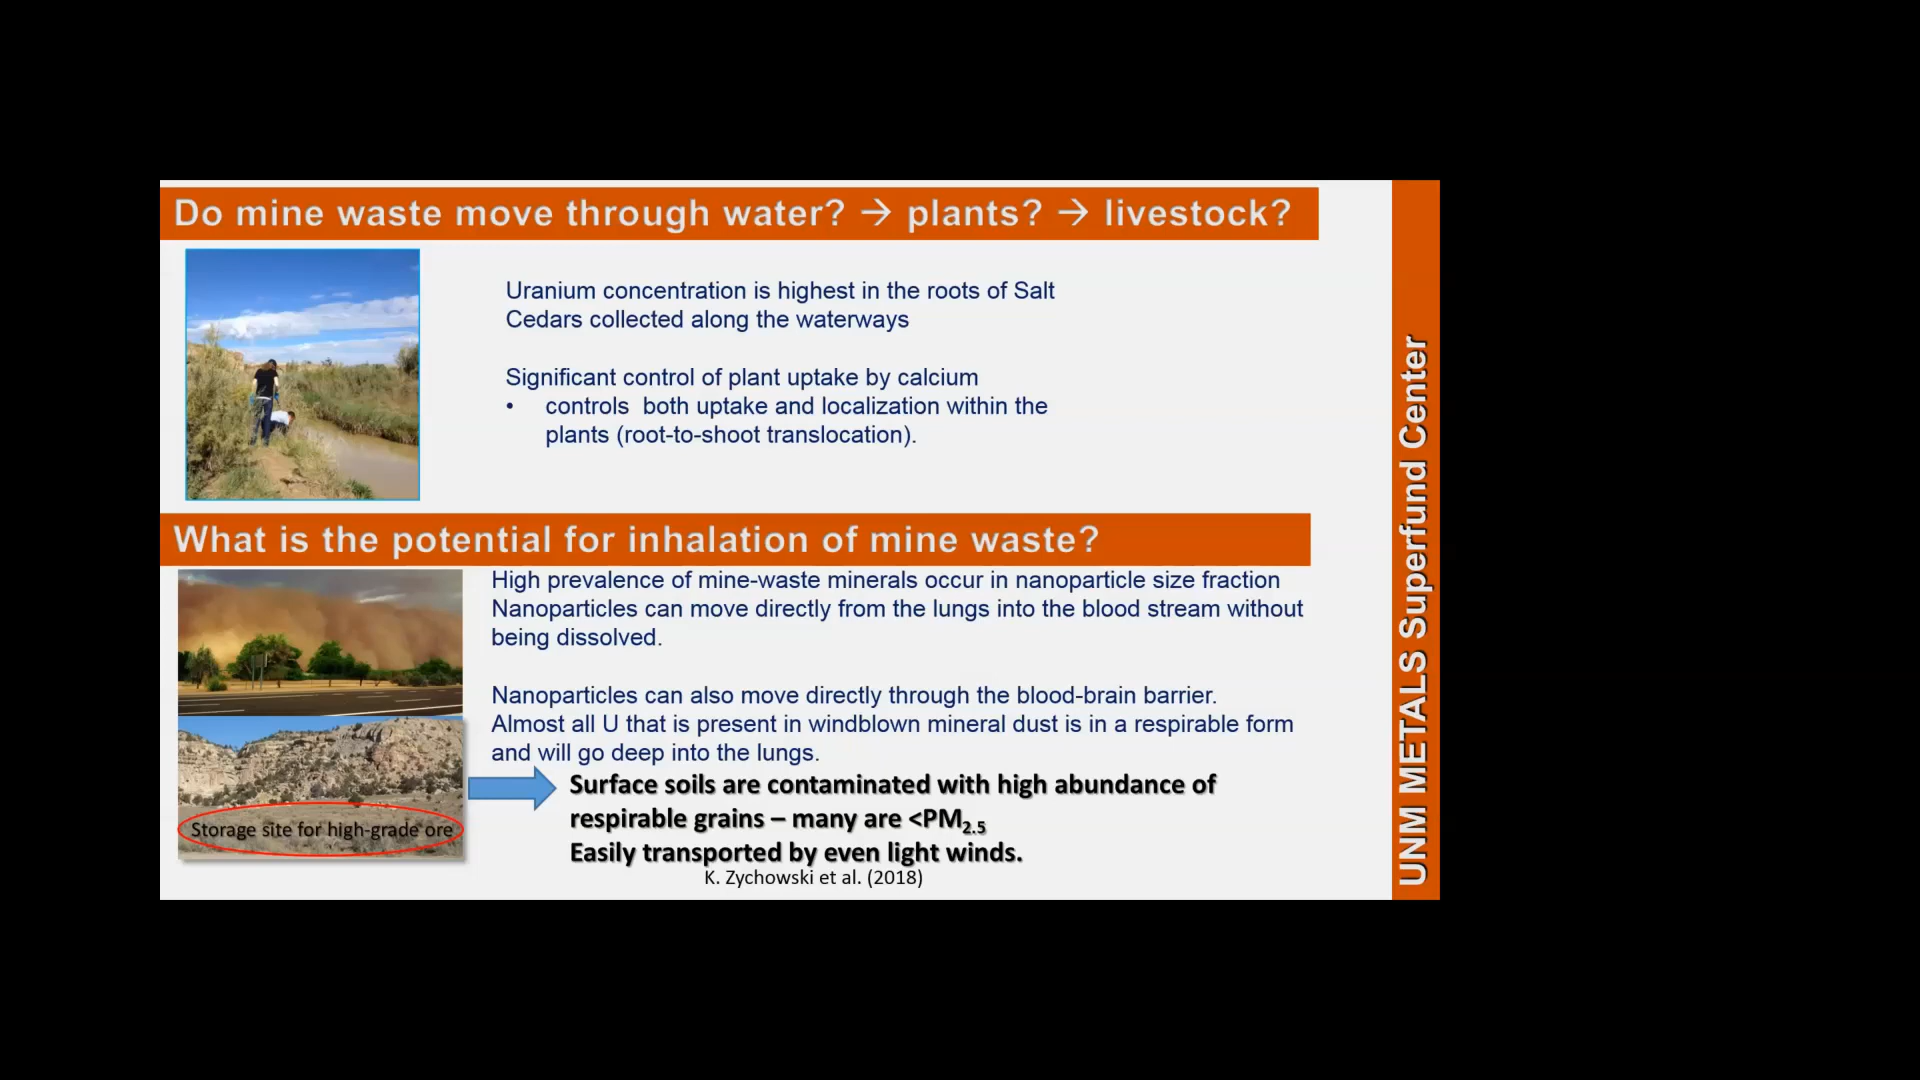 Do mine waste move through water? → plants? → livestock?
Uranium concentration is highest in the roots of Salt
Cedars collected along the waterways
Significant control of plant uptake by calcium
• controls both uptake and localization within the
plants (root-to-shoot translocation).
What is the potential for inhalation of mine waste?
High prevalence of mine-waste minerals occur in nanoparticle size fraction
Nanoparticles can move directly from the lungs into the blood stream without
being dissolved.
Nanoparticles can also move directly through the blood-brain barrier.
Almost all U that is present in windblown mineral dust is in a respirable form
and will go deep into the lungs.
Storage site for high-grade ore
Surface soils are contaminated with high abundance of
respirable grains – many are <PM2.5
Easily transported by even light winds.
K. Zychowski et al. (2018)
UNM METALS Superfund Center